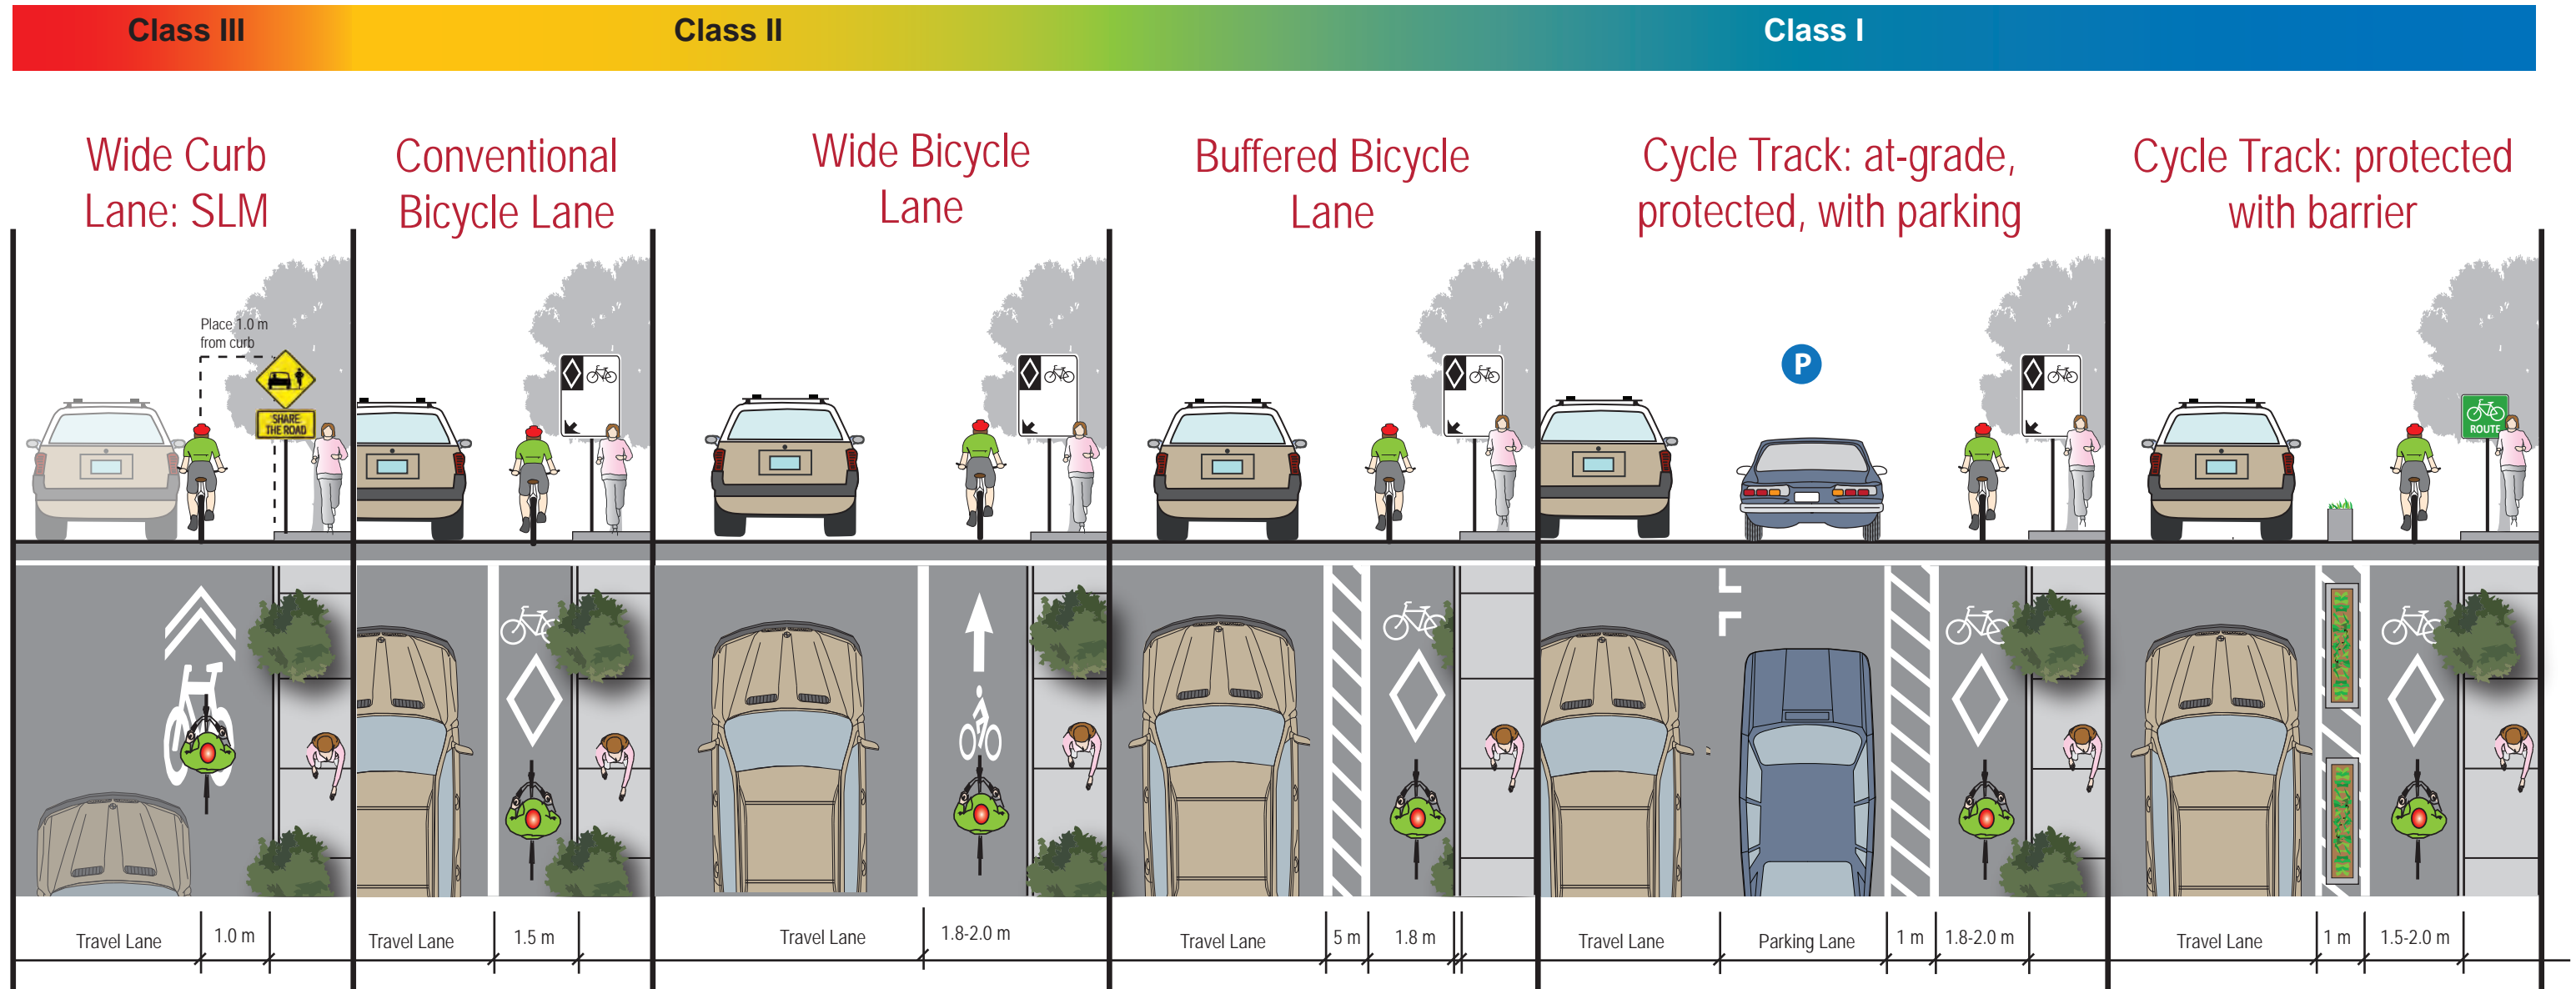 Class III
Class II
Class I
Wide Curb
Lane: SLM
Conventional
Bicycle Lane
Wide Bicycle
Lane
Buffered Bicycle
Lane
Cycle Track: at-grade,
protected, with parking
Cycle Track: protected
with barrier
Place 1.0 m
from curb
SHARE
THE ROAD
P
ROUTE
Travel Lane
1.0 m
Travel Lane
1.5 m
Travel Lane
1.8-2.0 m
Travel Lane
5 m
1.8 m
Travel Lane
Parking Lane
1 m
1.8-2.0 m
Travel Lane
1 m
1.5-2.0 m